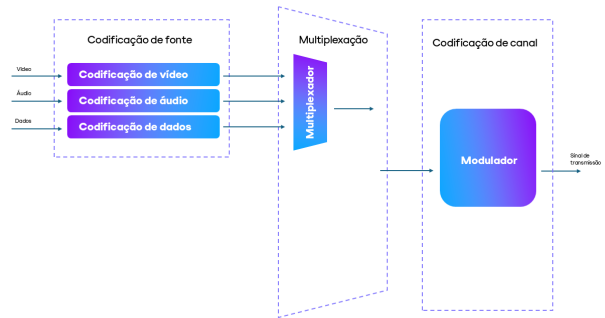 Codificação de fonte
Multiplexação
Codificação de canal
Vídeo
Codificação de vídeo
Áudio
Codificação de áudio
Dados
Codificação de dados
Multiplexador
Modulador
Sinal de
transmissão